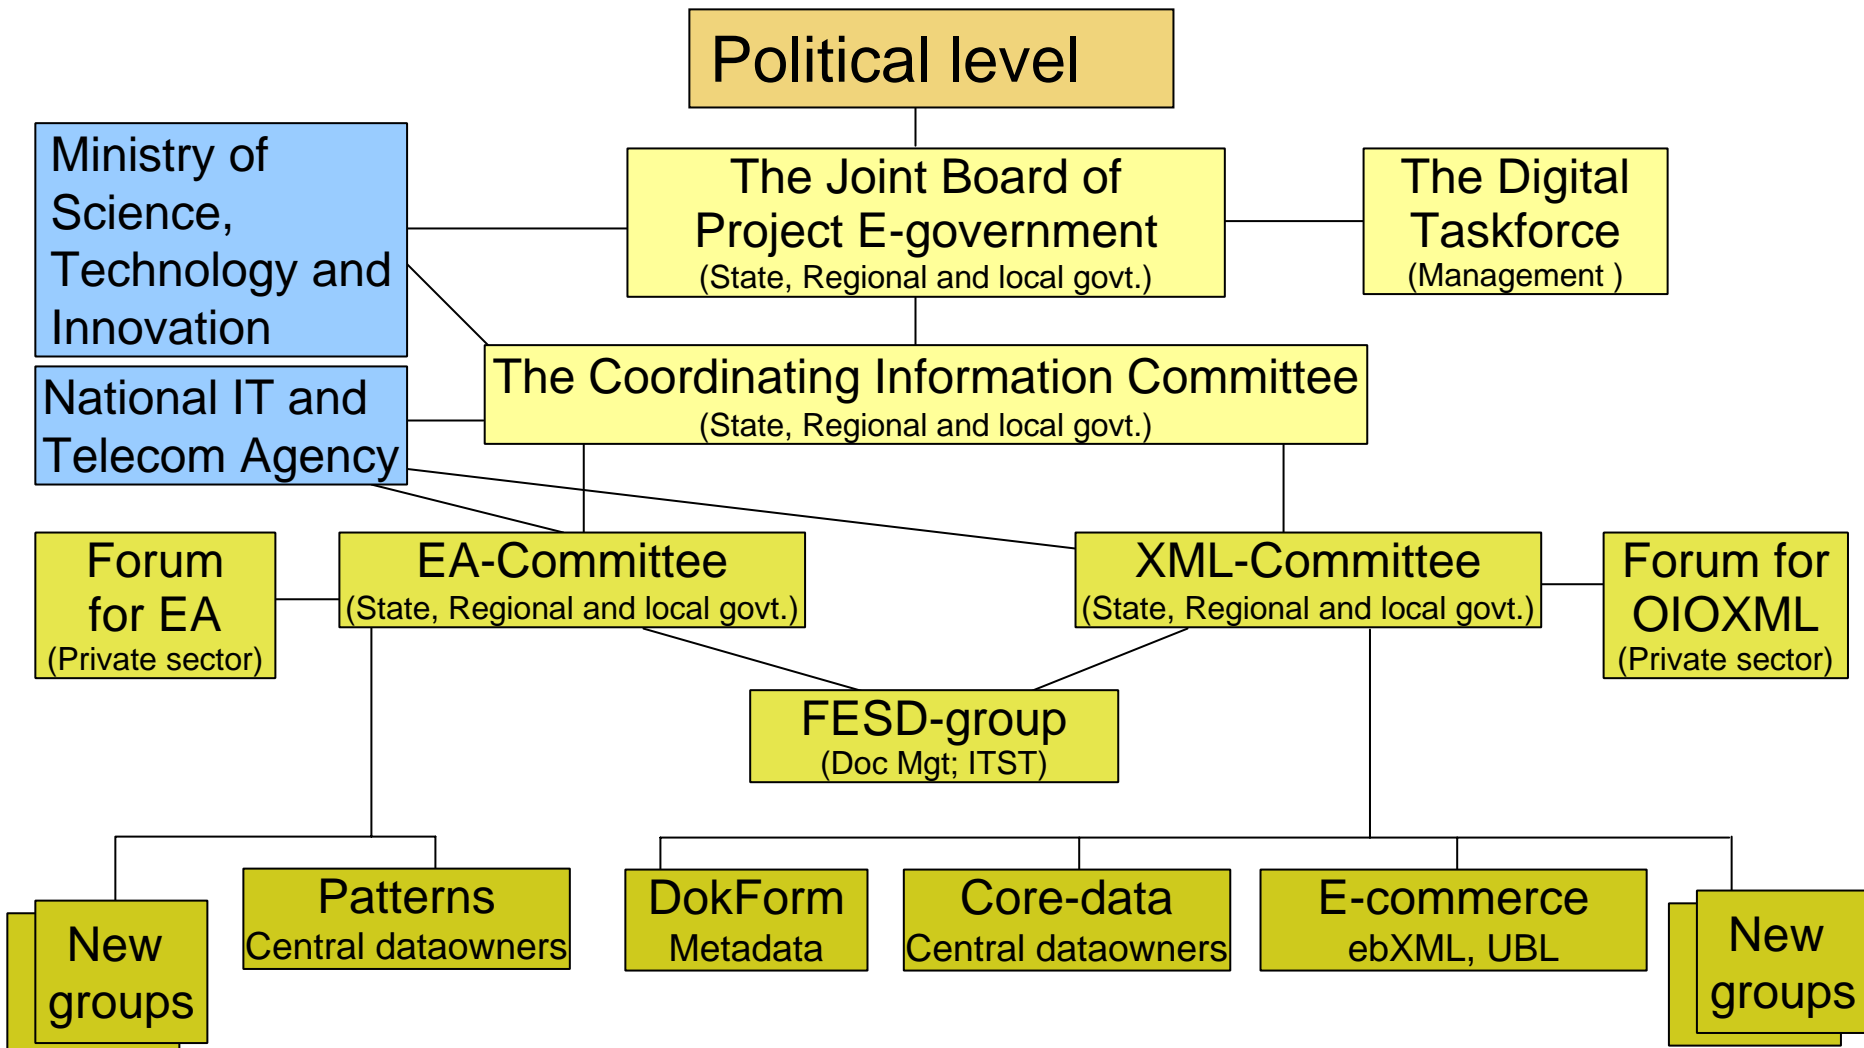 Political level
Ministry of
Science,
Technology and
Innovation
The Joint Board of
Project E-government
(State, Regional and local govt.)
The Digital
Taskforce
(Management )
National IT and
Telecom Agency
The Coordinating Information Committee
(State, Regional and local govt.)
Forum
for EA
(Private sector)
EA-Committee
(State, Regional and local govt.)
XML-Committee
(State, Regional and local govt.)
Forum for
OIOXML
(Private sector)
FESD-group
(Doc Mgt; ITST)
New
groups
Patterns
Central dataowners
DokForm
Metadata
Core-data
Central dataowners
E-commerce
ebXML, UBL
New
groups